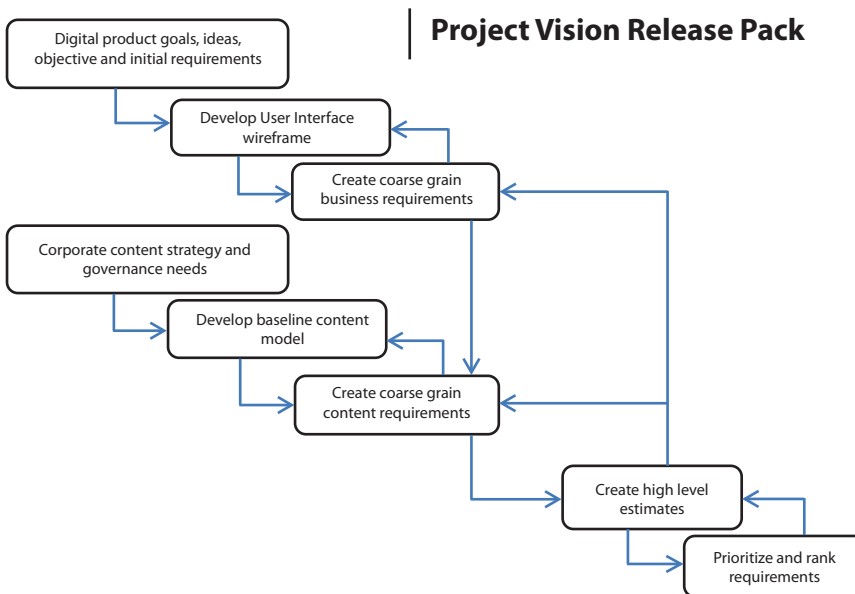 Project Vision Release Pack
Digital product goals, ideas,
objective and initial requirements
Develop User Interface
wireframe
Create coarse grain
business requirements
Corporate content strategy and
governance needs
Develop baseline content
model
Create coarse grain
content requirements
Create high level
estimates
Prioritize and rank
requirements